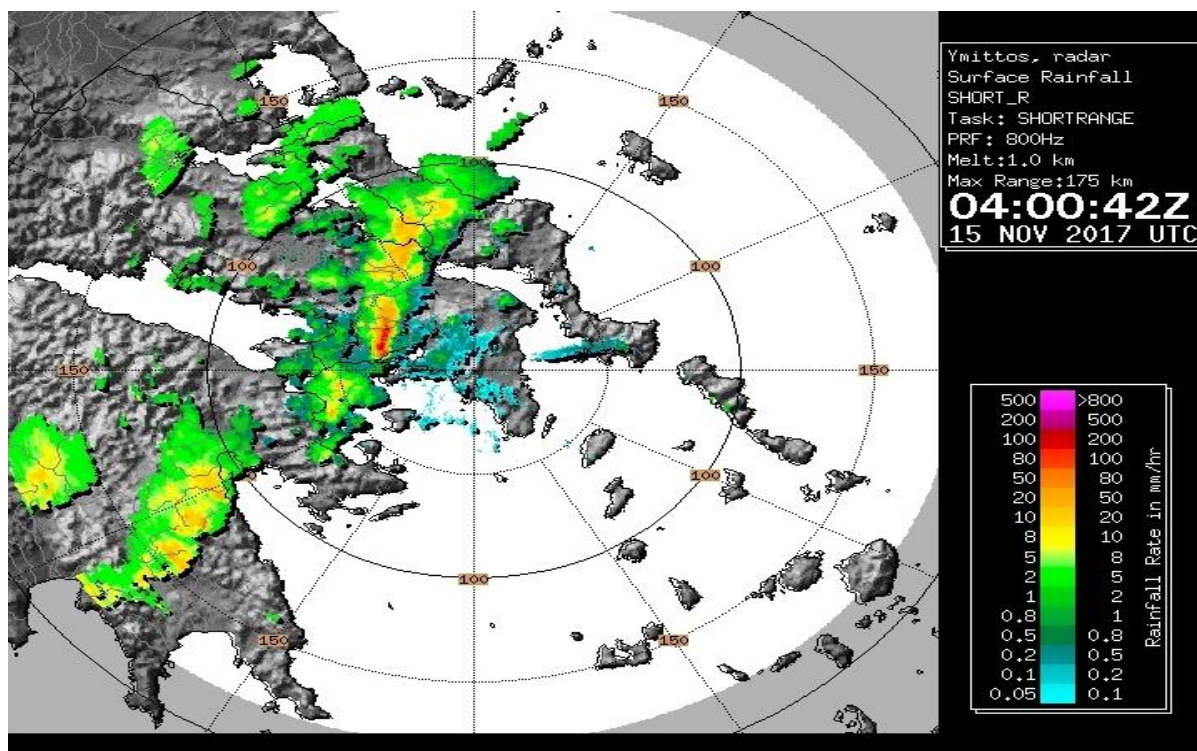 Ymittos, radar
Surface Rainfall
SHORT_R
Task: SHORTRANGE
PRF: 800Hz
Melt:1.0 km
Max Range:175 km
04:00:42Z
15 NOV 2017 UTC
150
150
100
100
100
150
150
100
100
150
150
500 >800
200 500
100 200
80 100
50 80
20 50
10 20
8 10
5 8
2 5
1 2
0.8 1
0.5 0.8
0.2 0.5
0.1 0.2
0.05 0.1
Rainfall Rate in mm/hr